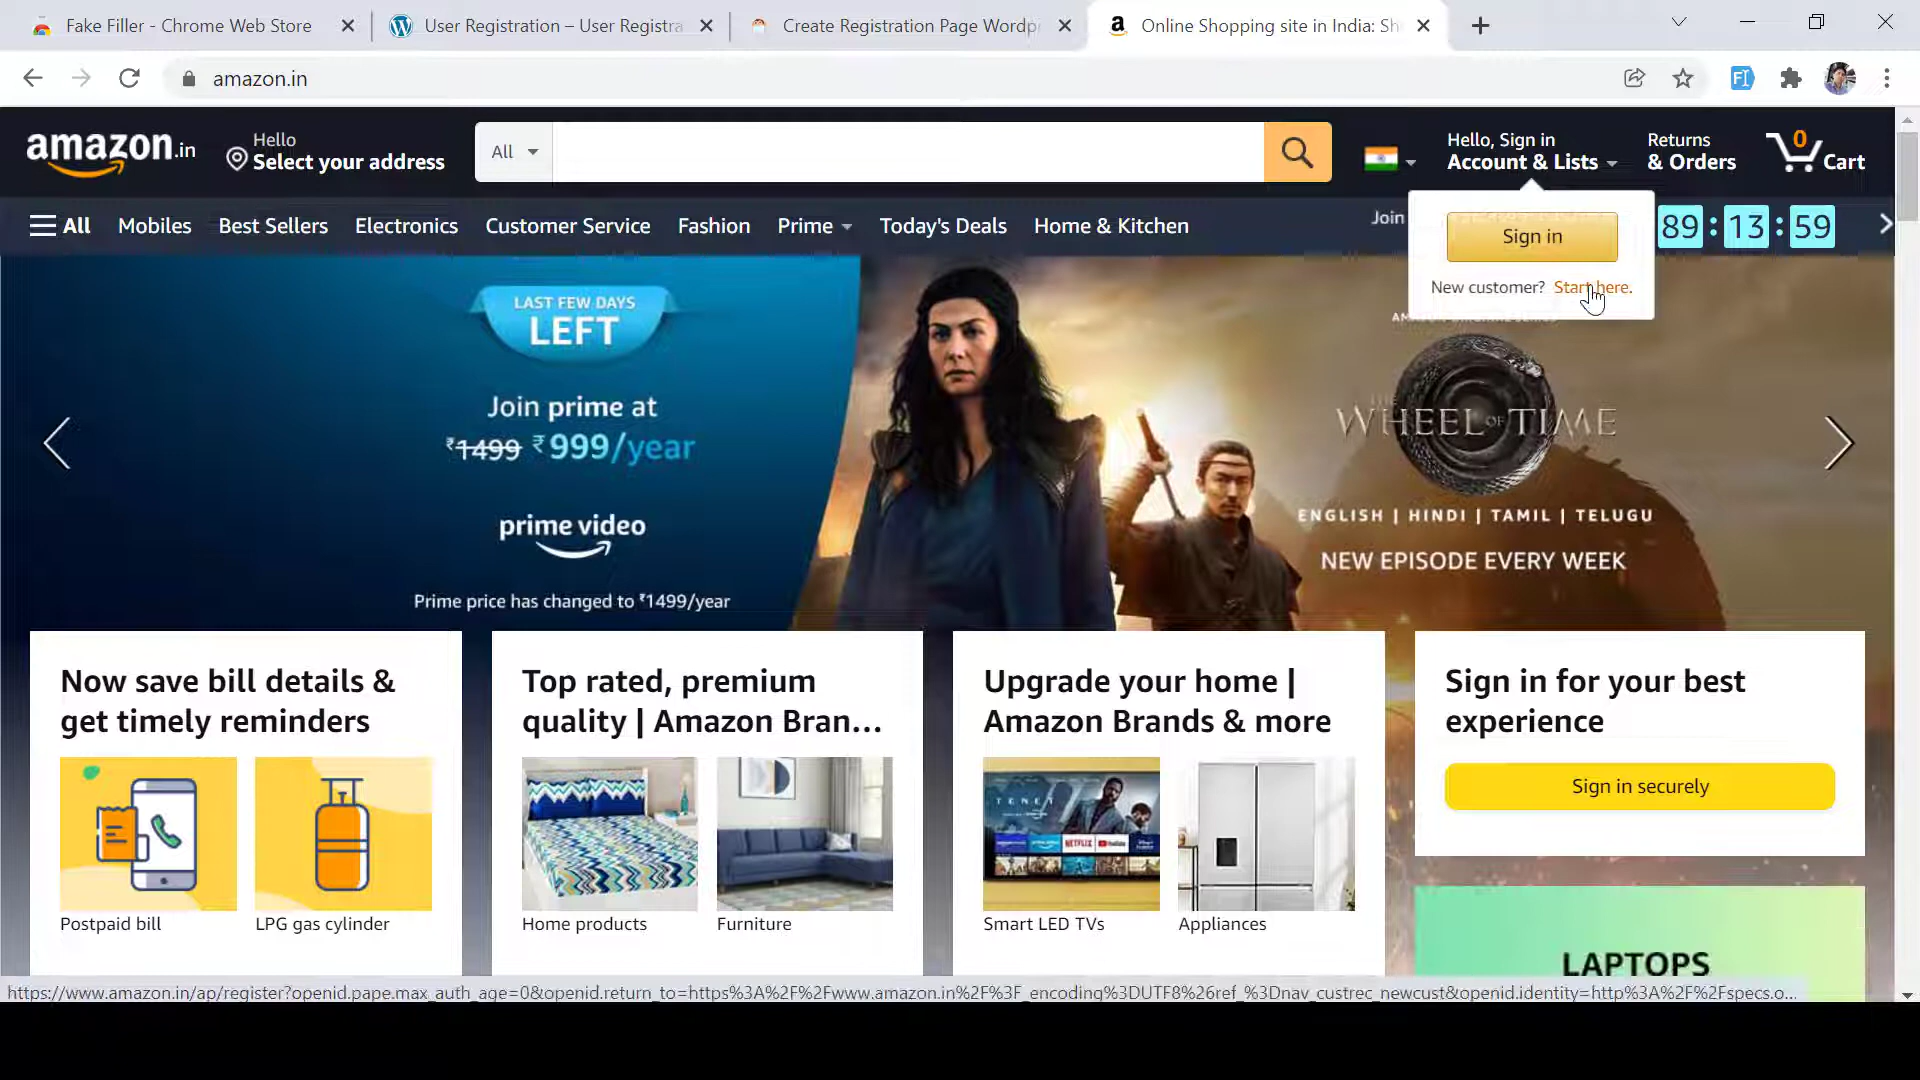 Fake Filler - Chrome Web Store
User Registration – User Registra
Create Registration Page Wordp
Online Shopping site in India: Sh
amazon.in
amazon.in
Hello
Select your address
All
Hello, Sign in
Account & Lists
Returns
& Orders
0
Cart
All
Mobiles
Best Sellers
Electronics
Customer Service
Fashion
Prime
Today's Deals
Home & Kitchen
Join
89:13:59
Sign in
New customer? Start here.
LAST FEW DAYS
LEFT
Join prime at
₹1499 ₹999/year
prime video
Prime price has changed to ₹1499/year
THE
WHEEL OF TIME
ENGLISH | HINDI | TAMIL | TELUGU
NEW EPISODE EVERY WEEK
Now save bill details &
get timely reminders
Postpaid bill
LPG gas cylinder
Top rated, premium
quality | Amazon Bran...
Home products
Furniture
Upgrade your home |
Amazon Brands & more
TENET
NETFLIX
Smart LED TVs
Appliances
Sign in for your best
experience
Sign in securely
LAPTOPS
https://www.amazon.in/ap/register?openid.pape.max_auth_age=0&openid.return_to=https%3A%2F%2Fwww.amazon.in%2F%3F_encoding%3DUTF8%26ref_%3Dnav_custrec_newcust&openid.identity=http%3A%2F%2Fspecs.o...